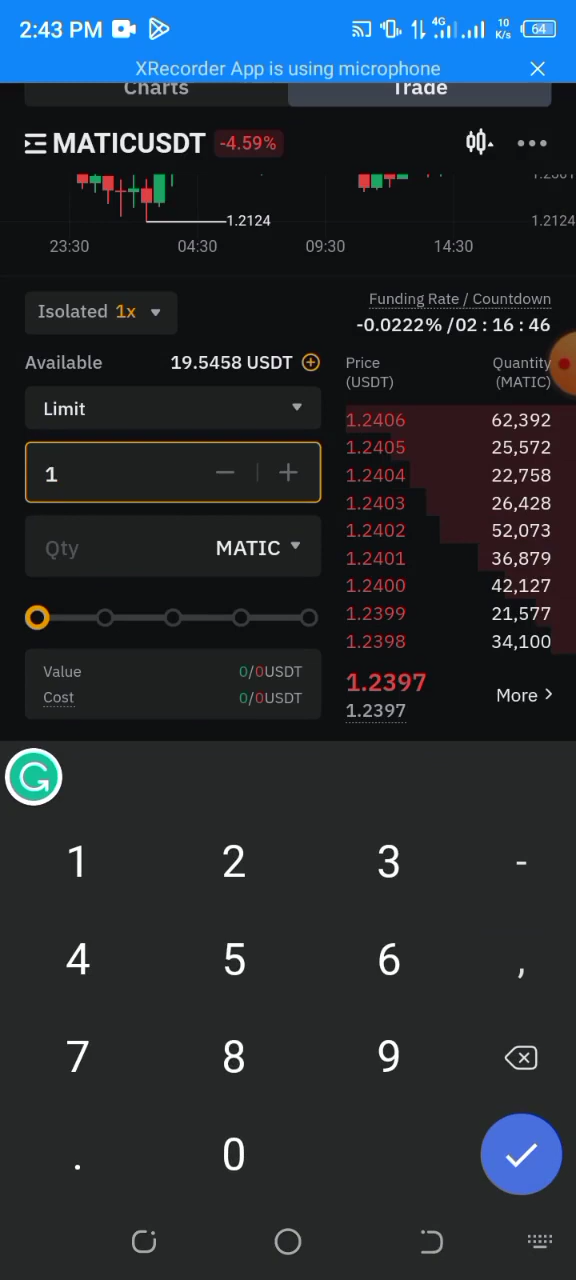 2:43 PM 4G 10 K/s 64
XRecorder App is using microphone
Charts Trade
MATICUSDT -4.59%
1.2124 1.2124
23:30 04:30 09:30 14:30
Isolated 1x
Funding Rate / Countdown
-0.0222% /02 : 16 : 46
Available 19.5458 USDT
Price (USDT) Quantity (MATIC)
Limit
1
Qty MATIC
1.2406 62,392
1.2405 25,572
1.2404 22,758
1.2403 26,428
1.2402 52,073
1.2401 36,879
1.2400 42,127
1.2399 21,577
1.2398 34,100
Value 0/0USDT
Cost 0/0USDT
1.2397
1.2397
More >
1 2 3 -
4 5 6 ,
7 8 9
. 0